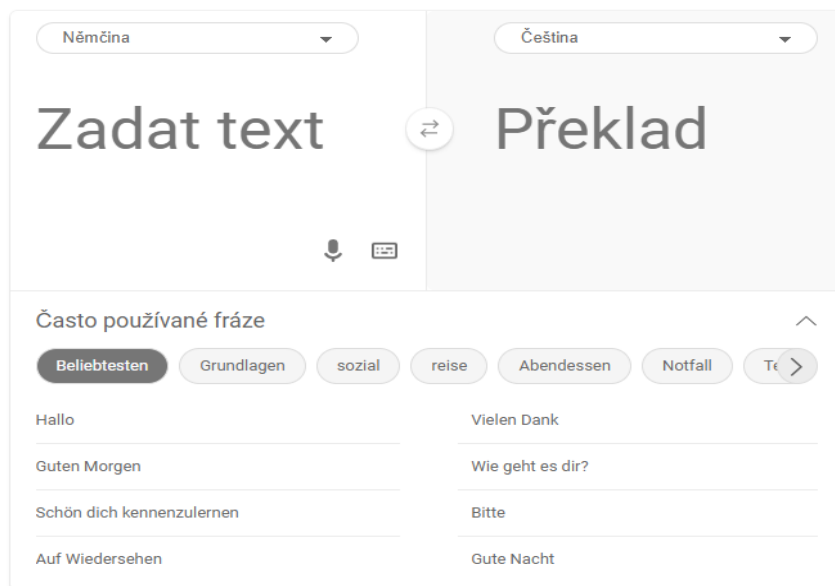 Němčina
Čeština
Zadat text
Překlad
Často používané fráze
Beliebtesten Grundlagen sozial reise Abendessen Notfall
Hallo
Vielen Dank
Guten Morgen
Wie geht es dir?
Schön dich kennenzulernen
Bitte
Auf Wiedersehen
Gute Nacht